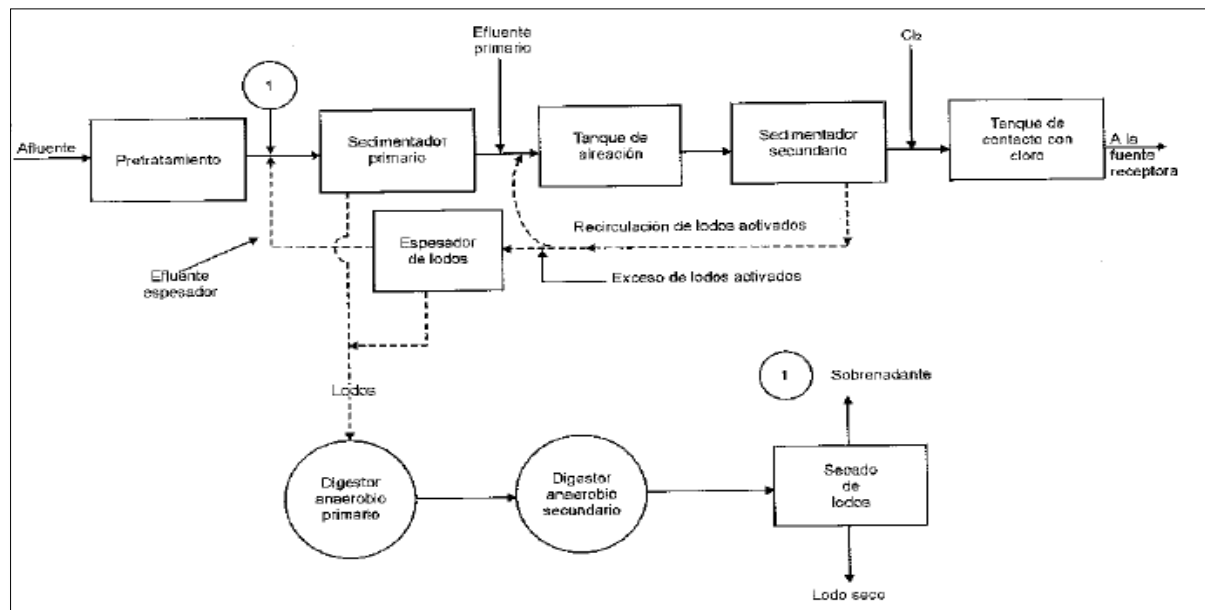 Efluente
primario
Cl₂
1
Afluente
Pretratamiento
Sedimentador
primario
Tanque de
aireación
Sedimentador
secundario
Tanque de
contacto con
cloro
A la
fuente
receptora
Recirculación de lodos activados
Espesador
de lodos
Efluente
espesador
Exceso de lodos activados
1
Sobrenadante
Lodos
Digestor
anaerobio
primario
Digestor
anaerobio
secundario
Secado
de
lodos
Lodo seco